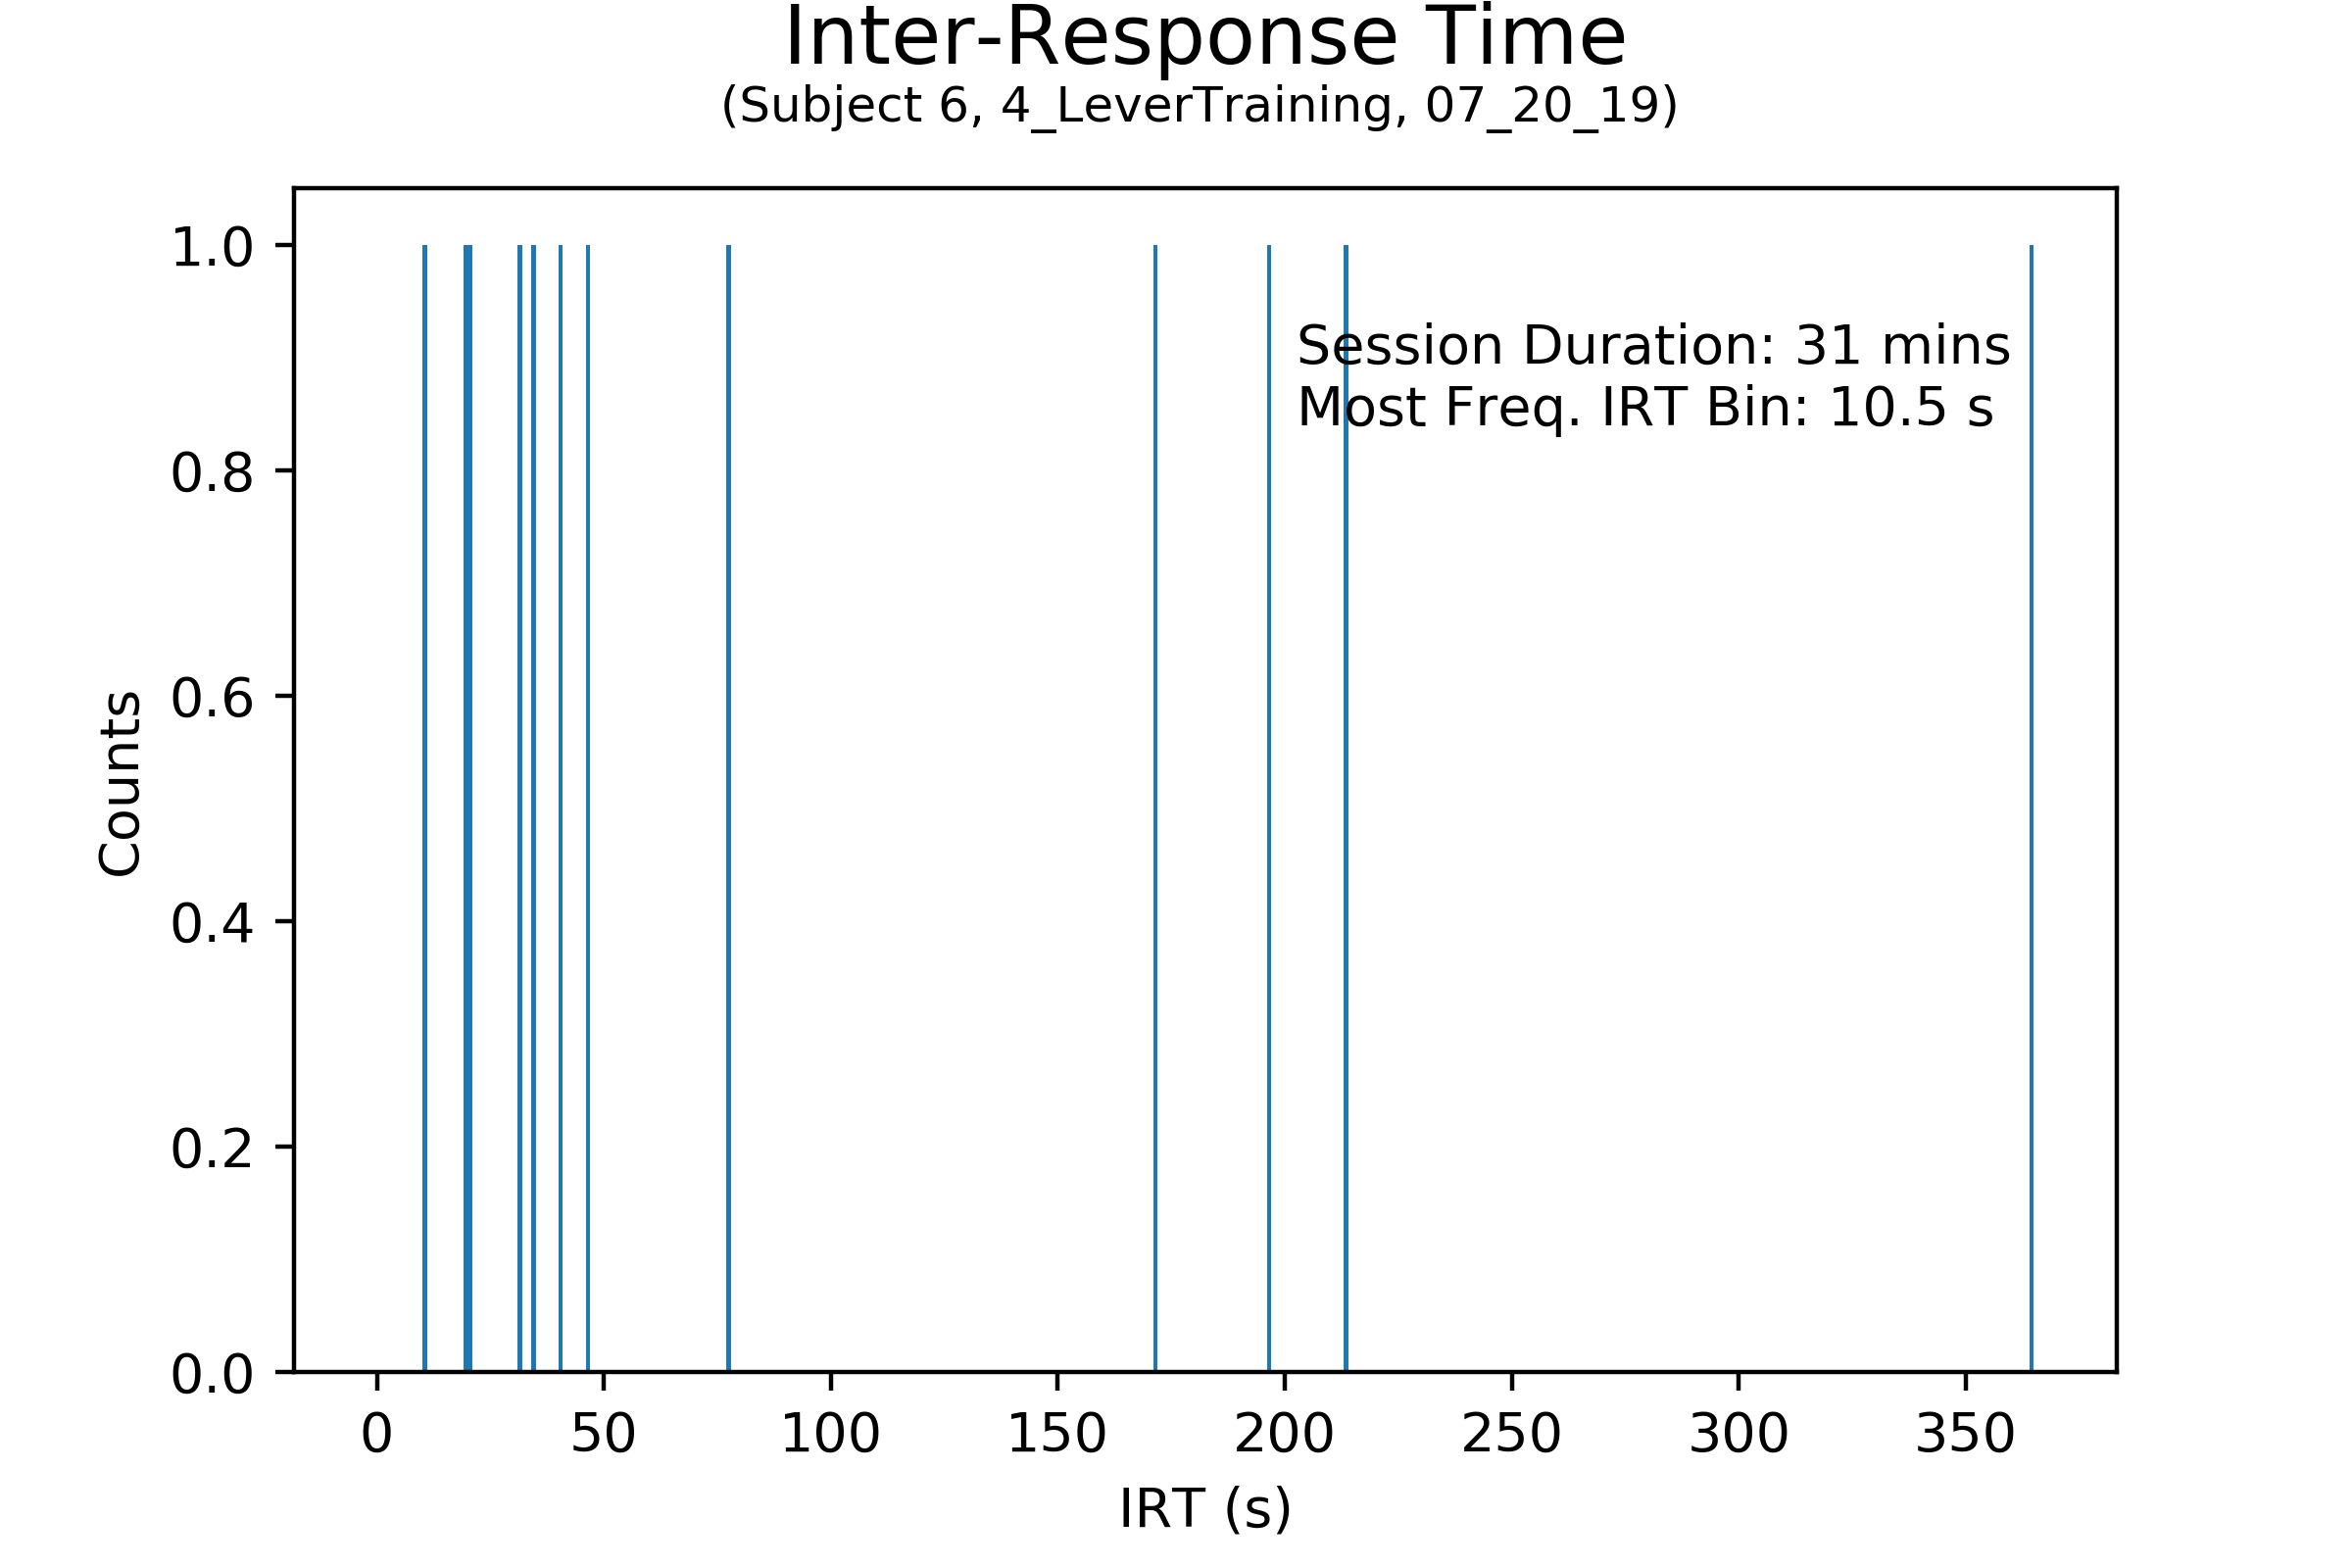 Inter-Response Time
(Subject 6, 4_LeverTraining, 07_20_19)
1.0
Session Duration: 31 mins
Most Freq. IRT Bin: 10.5 s
0.8
0.6
Counts
0.4
0.2
0.0
0 50 100 150 200 250 300 350
IRT (s)